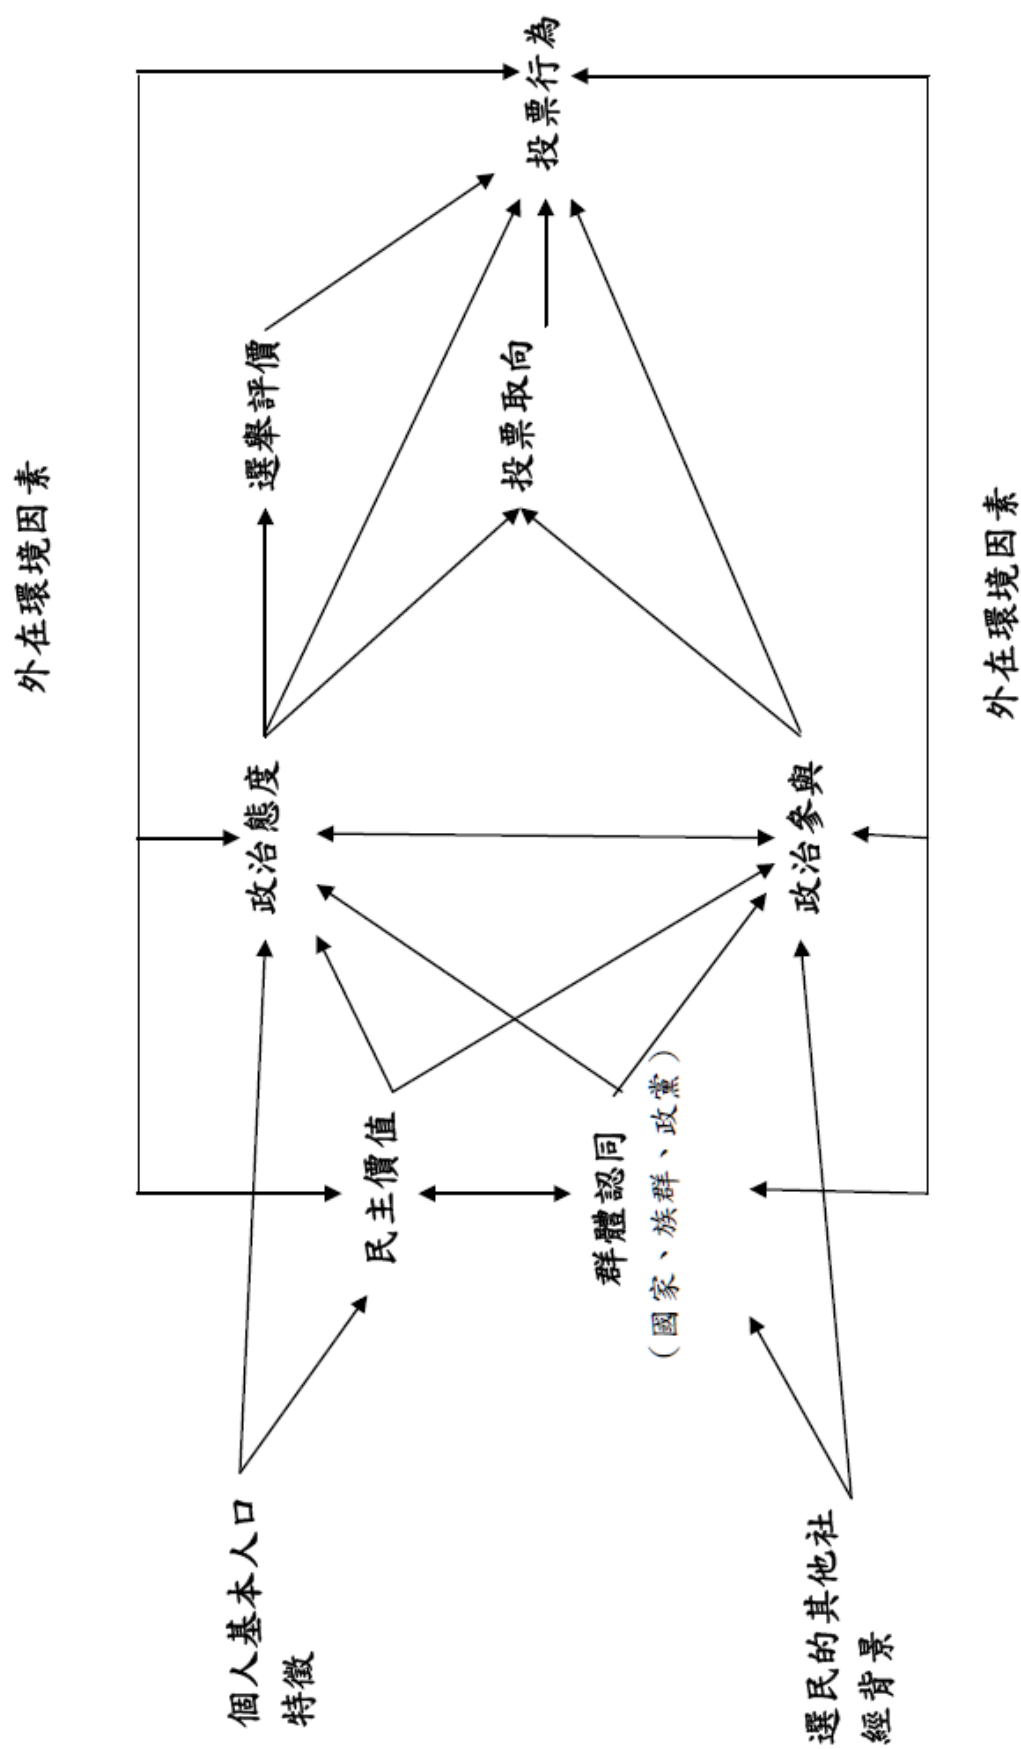 外在環境因素
個人基本人口
特徵
民主價值
群體認同
（國家、族群、政黨）
政治態度
政治參與
選舉評價
投票取向
投票行為
選民的其他社
經背景
外在環境因素